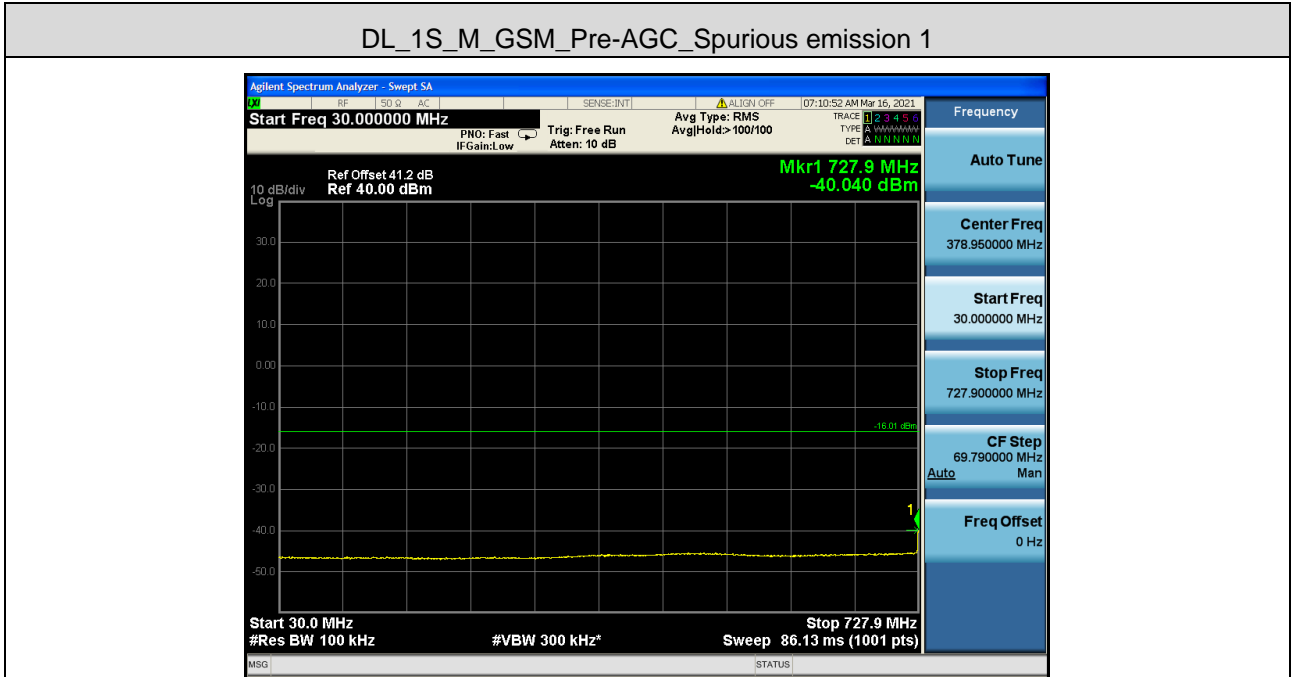 DL_1S_M_GSM_Pre-AGC_Spurious emission 1
Agilent Spectrum Analyzer - Swept SA
LXI RF 50 Ω AC SENSE:INT ALIGN OFF 07:10:52 AM Mar 16, 2021
Start Freq 30.000000 MHz
PNO: Fast
IFGain:Low
Trig: Free Run
Atten: 10 dB
Avg Type: RMS
Avg|Hold:>100/100
TRACE 1 2 3 4 5 6
TYPE A WWWWW
DET A N N N N N
Frequency
Mkr1 727.9 MHz
-40.040 dBm
Ref Offset 41.2 dB
10 dB/div Ref 40.00 dBm
Log
30.0
20.0
10.0
0.00
-10.0
-20.0
-30.0
-40.0
-50.0
-16.01 dBm
1
Start 30.0 MHz
Stop 727.9 MHz
#Res BW 100 kHz
#VBW 300 kHz*
Sweep 86.13 ms (1001 pts)
Auto Tune
Center Freq
378.950000 MHz
Start Freq
30.000000 MHz
Stop Freq
727.900000 MHz
CF Step
69.790000 MHz
Auto Man
Freq Offset
0 Hz
MSG
STATUS